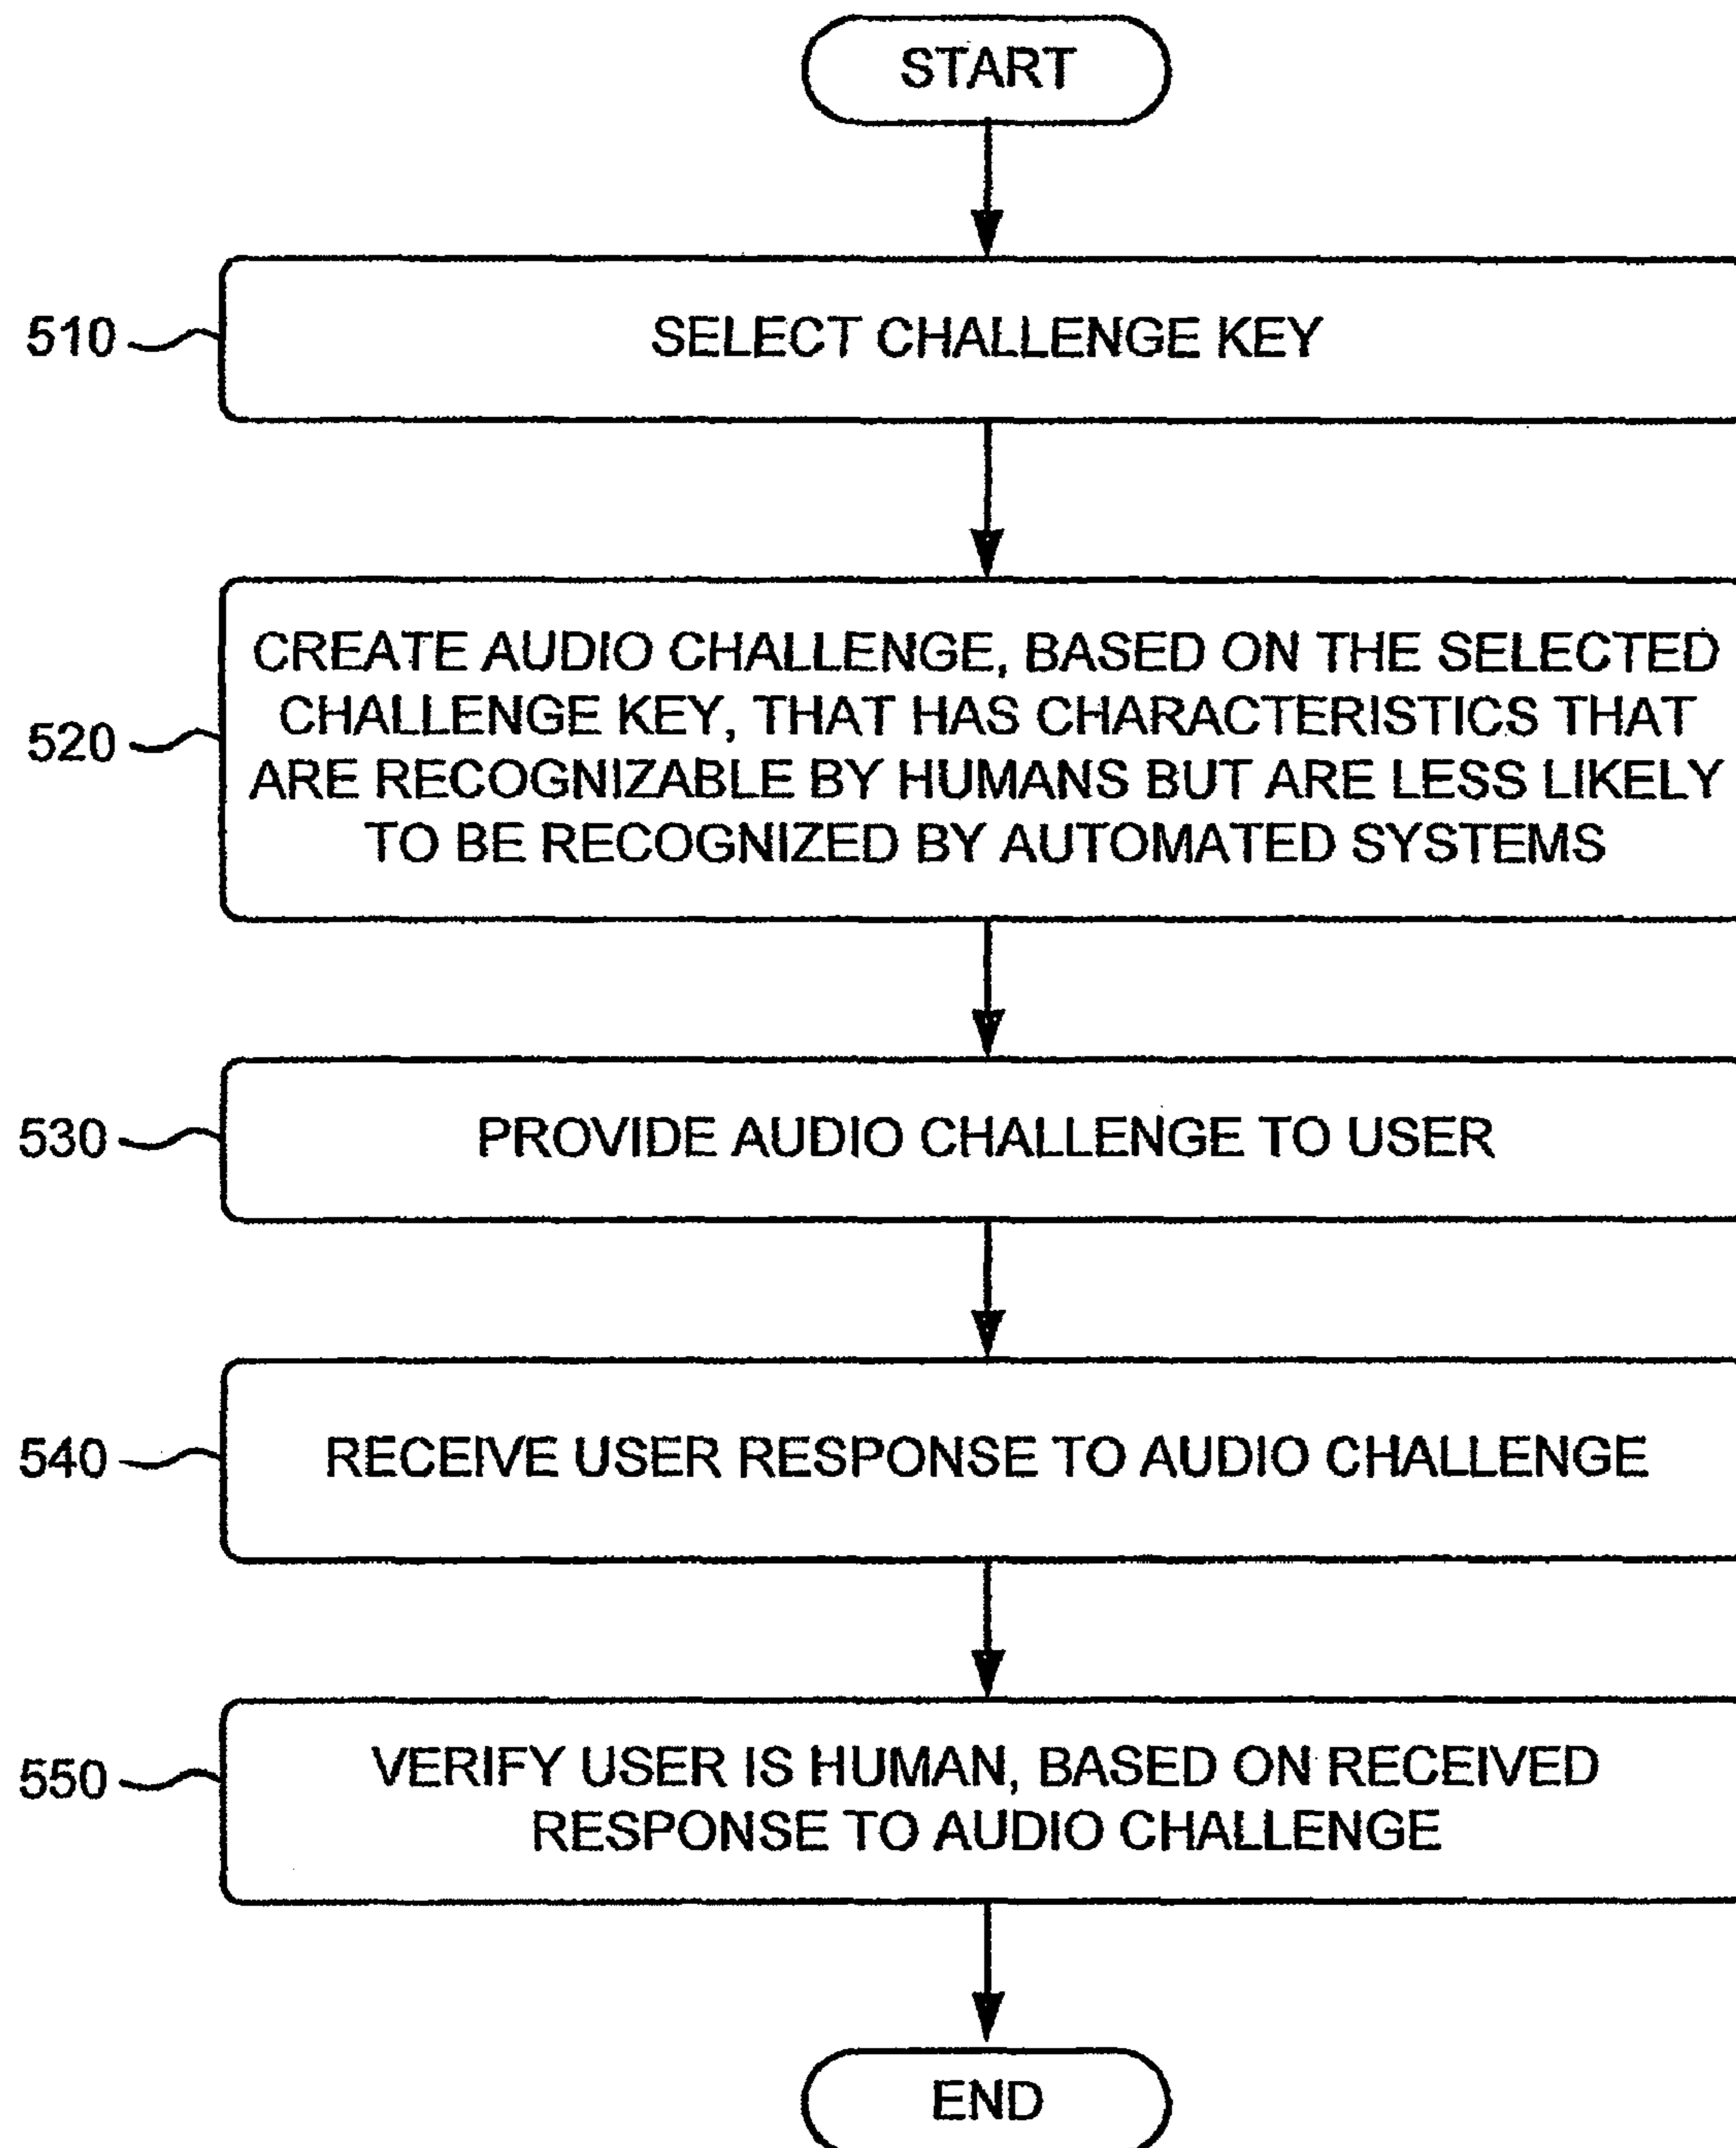 START
510
SELECT CHALLENGE KEY
520
CREATE AUDIO CHALLENGE, BASED ON THE SELECTED
CHALLENGE KEY, THAT HAS CHARACTERISTICS THAT
ARE RECOGNIZABLE BY HUMANS BUT ARE LESS LIKELY
TO BE RECOGNIZED BY AUTOMATED SYSTEMS
530
PROVIDE AUDIO CHALLENGE TO USER
540
RECEIVE USER RESPONSE TO AUDIO CHALLENGE
550
VERIFY USER IS HUMAN, BASED ON RECEIVED
RESPONSE TO AUDIO CHALLENGE
END